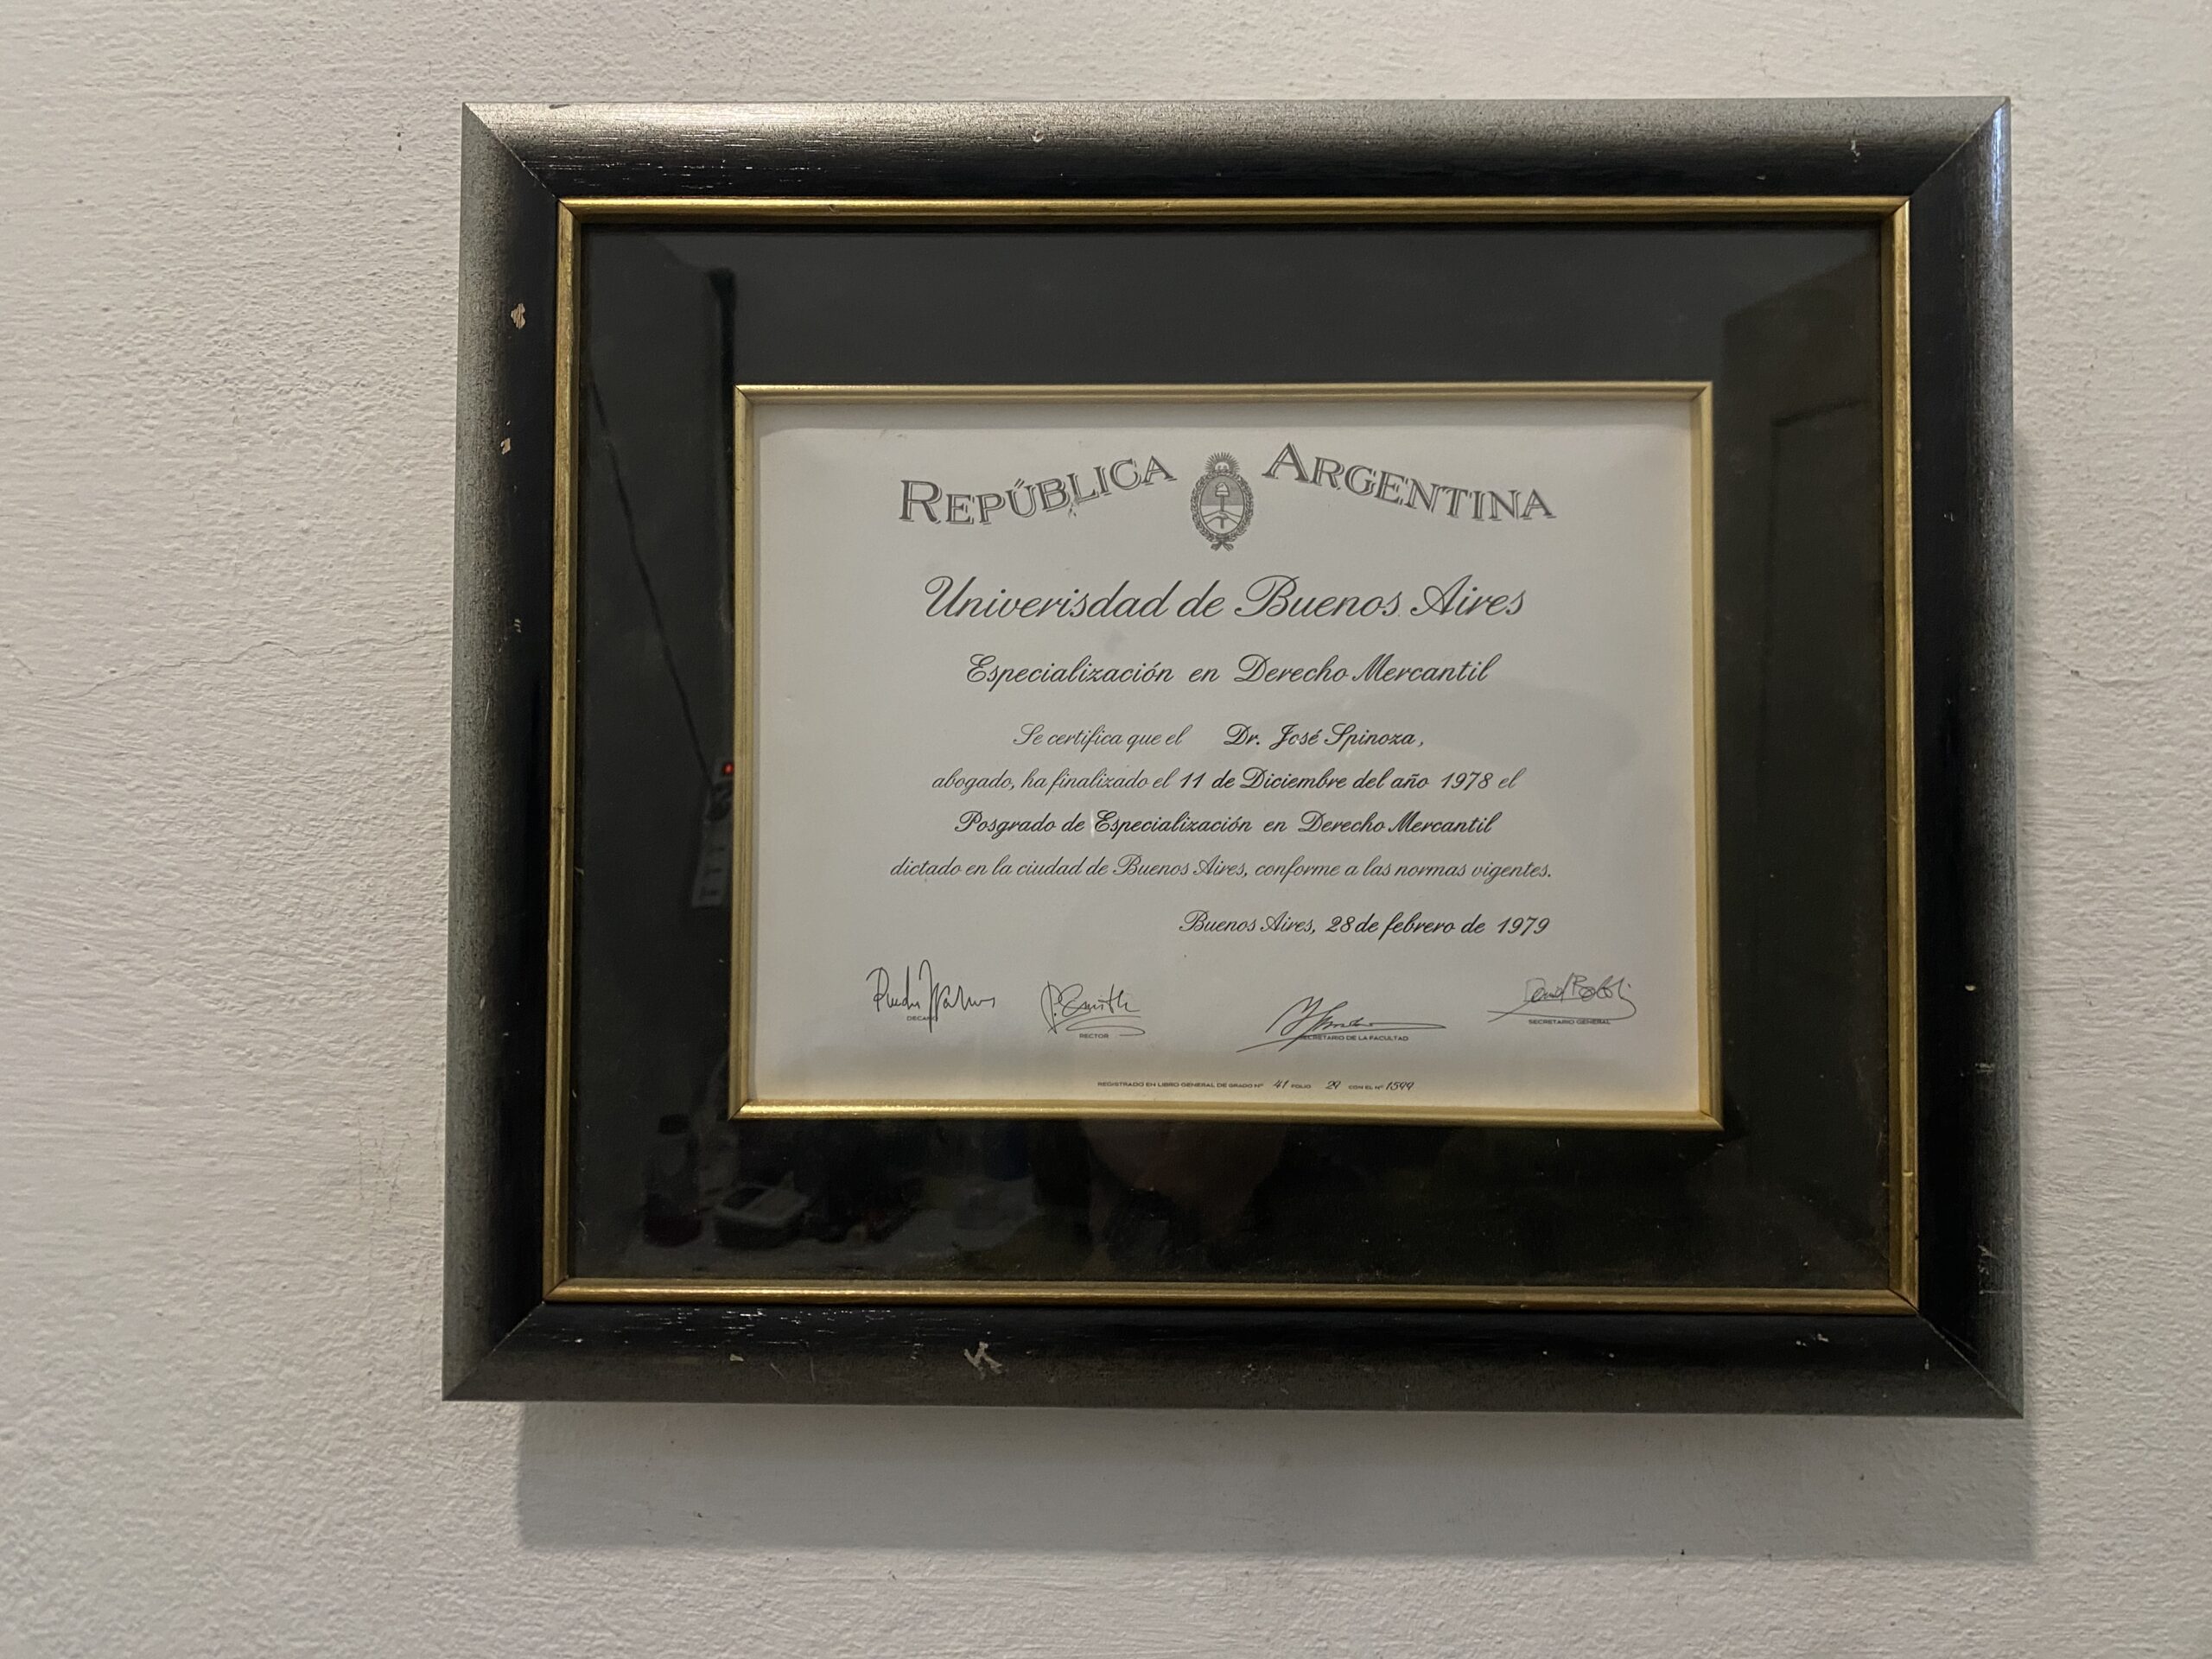 REPÚBLICA ARGENTINA
Univerisdad de Buenos Aires
Especialización en Derecho Mercantil
Se certifica que el Dr. José Spinoza,
abogado, ha finalizado el 11 de Diciembre del año 1978 el
Posgrado de Especialización en Derecho Mercantil
dictado en la ciudad de Buenos Aires, conforme a las normas vigentes.
Buenos Aires, 28 de febrero de 1979
DECANO
RECTOR
SECRETARIO DE LA FACULTAD
SECRETARIO GENERAL
REGISTRADO EN LIBRO GENERAL DE GRADO Nº 41 FOLIO 29 CON EL Nº 1599